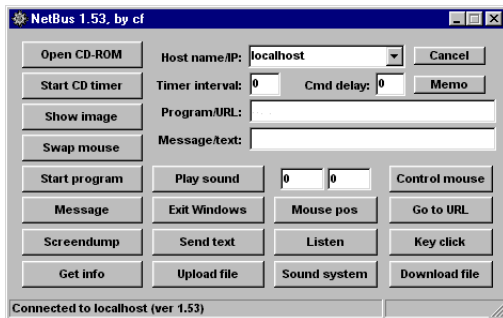 NetBus 1.53, by cf
Open CD-ROM Host name/IP: localhost Cancel
Start CD timer Timer interval: 0 Cmd delay: 0 Memo
Show image Program/URL:
Swap mouse Message/text:
Start program Play sound 0 0 Control mouse
Message Exit Windows Mouse pos Go to URL
Screendump Send text Listen Key click
Get info Upload file Sound system Download file
Connected to localhost (ver 1.53)